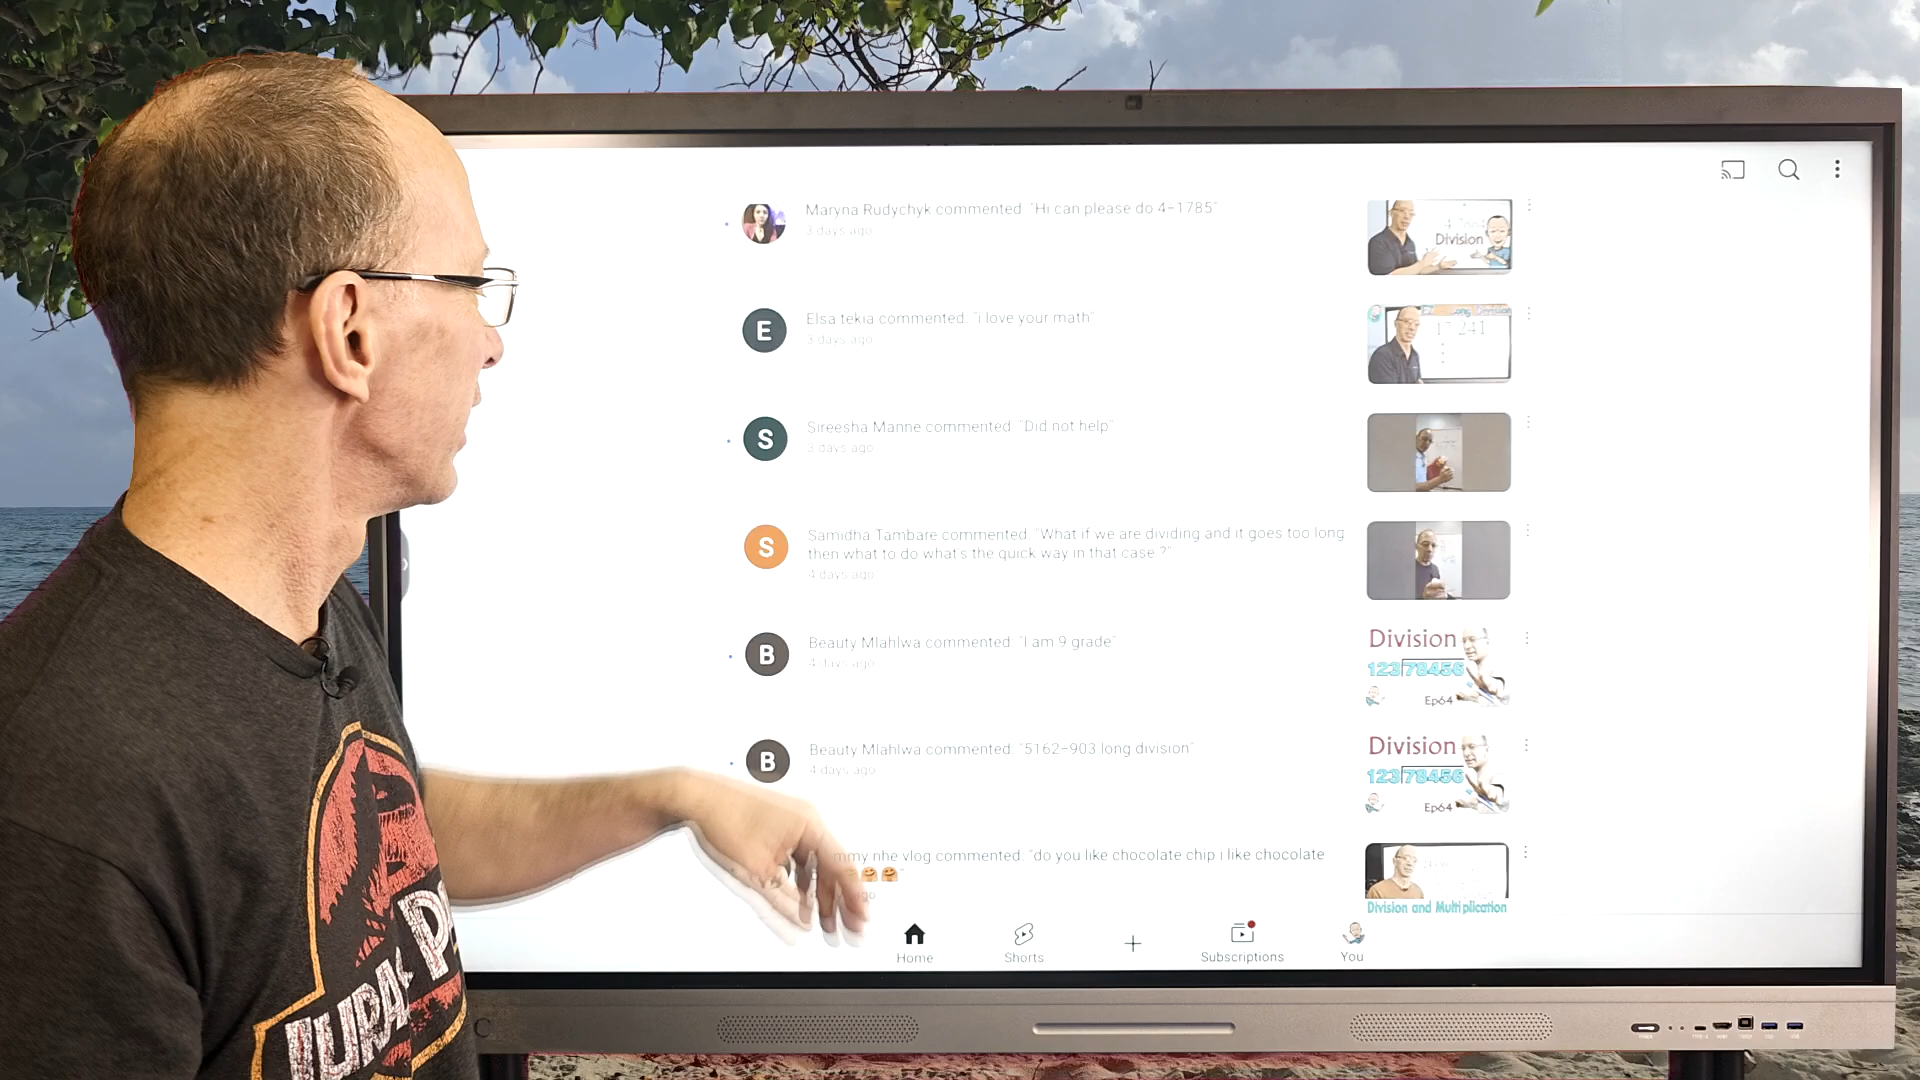 Maryna Rudychyk commented: "Hi can please do 4÷1785"
3 days ago
Division
E
Elsa tekia commented: "i love your math"
3 days ago
17 241
S
Sireesha Manne commented: "Did not help"
3 days ago
S
Samidha Tambare commented: "What if we are dividing and it goes too long
then what to do what's the quick way in that case ?"
4 days ago
B
Beauty Mlahlwa commented: "I am 9 grade"
4 days ago
Division
123 78456
Ep64
B
Beauty Mlahlwa commented: "5162÷903 long division"
4 days ago
Division
123 78456
Ep64
mmy nhe vlog commented: "do you like chocolate chip i like chocolate
🤗🤗"
ago
Division and Multiplication
Home
Shorts
Subscriptions
You